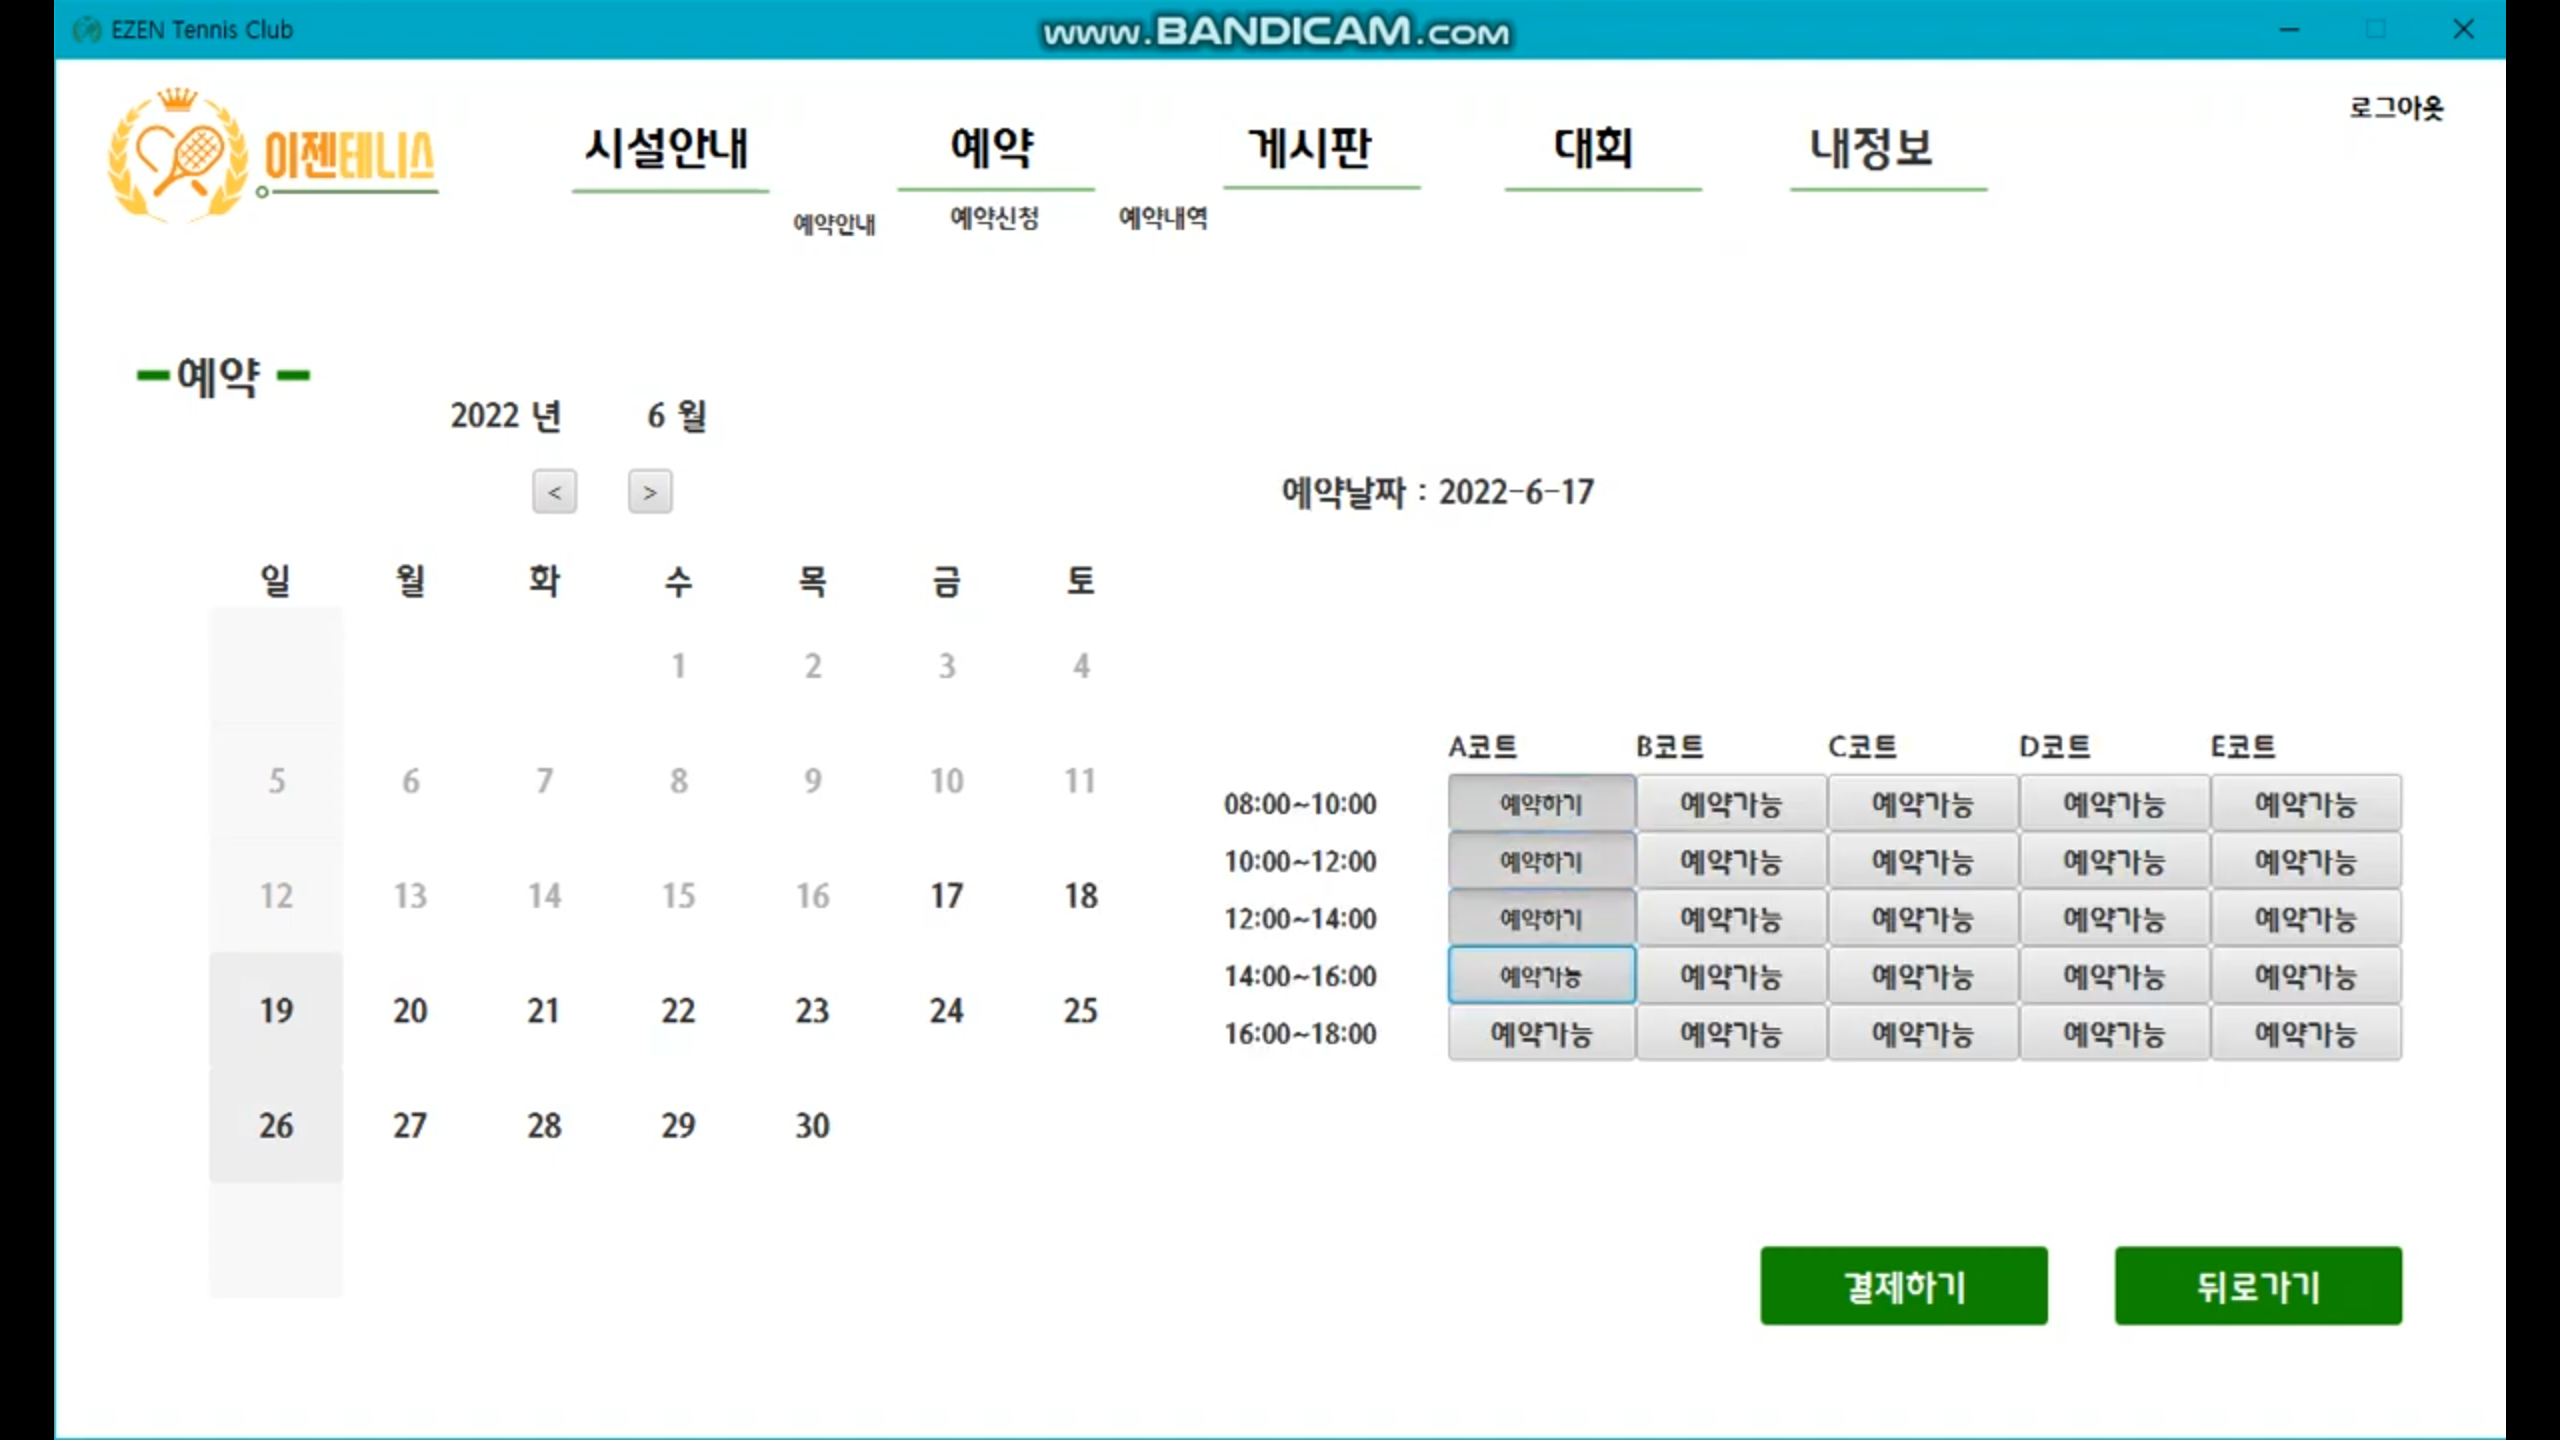 EZEN Tennis Club
www.BANDICAM.com
로그아웃
이젠테니스
시설안내 예약 게시판 대회 내정보
예약안내 예약신청 예약내역
예약
2022 년 6 월
< >
예약날짜 : 2022-6-17
일 월 화 수 목 금 토
1 2 3 4
5 6 7 8 9 10 11
12 13 14 15 16 17 18
19 20 21 22 23 24 25
26 27 28 29 30
A코트 B코트 C코트 D코트 E코트
08:00~10:00 예약하기 예약가능 예약가능 예약가능 예약가능
10:00~12:00 예약하기 예약가능 예약가능 예약가능 예약가능
12:00~14:00 예약하기 예약가능 예약가능 예약가능 예약가능
14:00~16:00 예약가능 예약가능 예약가능 예약가능 예약가능
16:00~18:00 예약가능 예약가능 예약가능 예약가능 예약가능
결제하기 뒤로가기